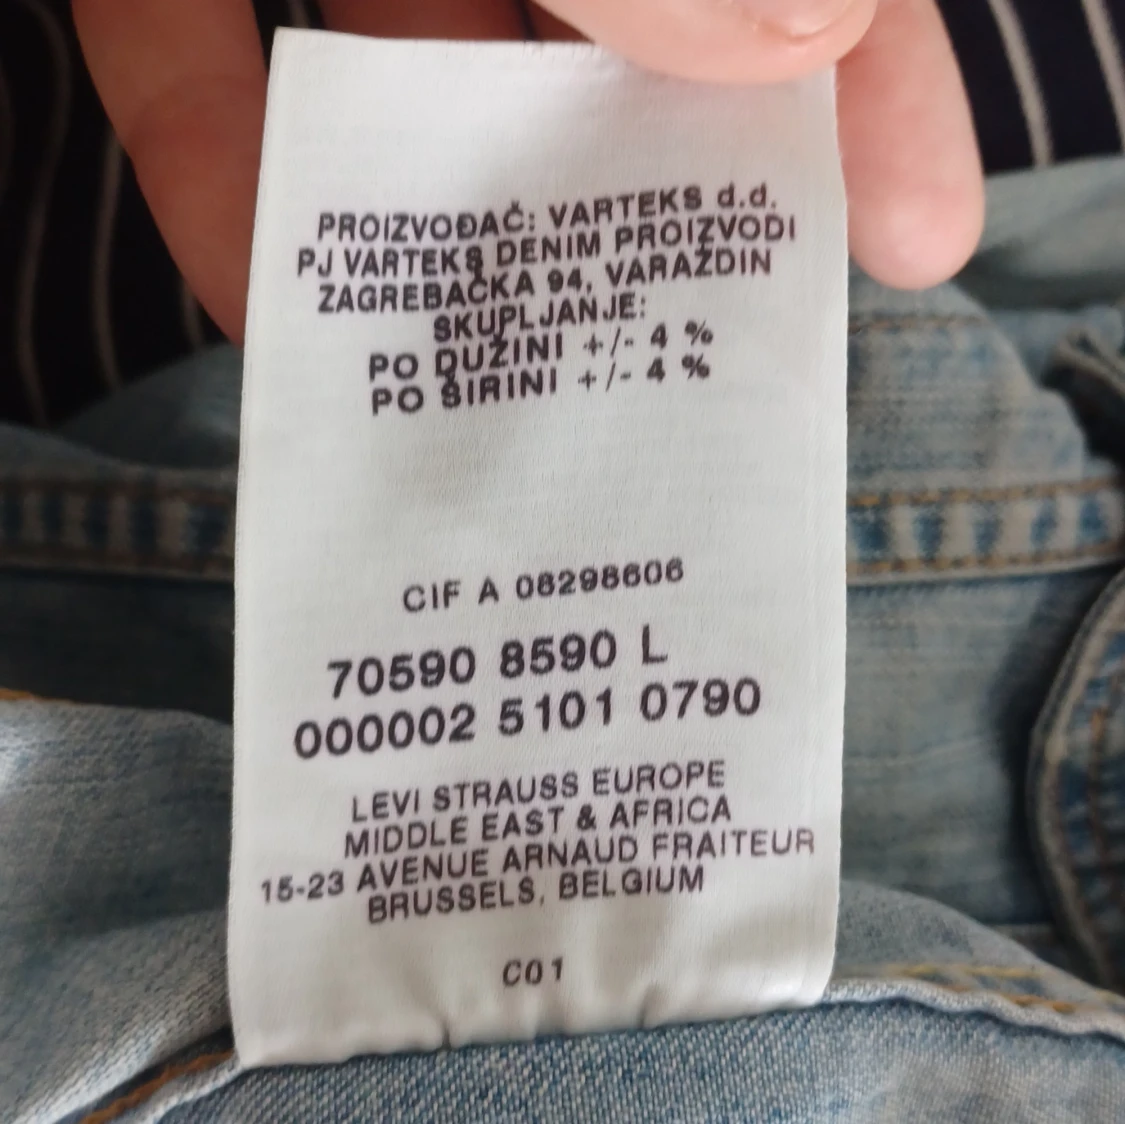 PROIZVOĐAČ: VARTEKS d.d.
PJ VARTEKS DENIM PROIZVODI
ZAGREBAČKA 94, VARAŽDIN
SKUPLJANJE:
PO DUŽINI +/- 4 %
PO ŠIRINI +/- 4 %
CIF A 08298606
70590 8590 L
000002 5101 0790
LEVI STRAUSS EUROPE
MIDDLE EAST & AFRICA
15-23 AVENUE ARNAUD FRAITEUR
BRUSSELS, BELGIUM
C01